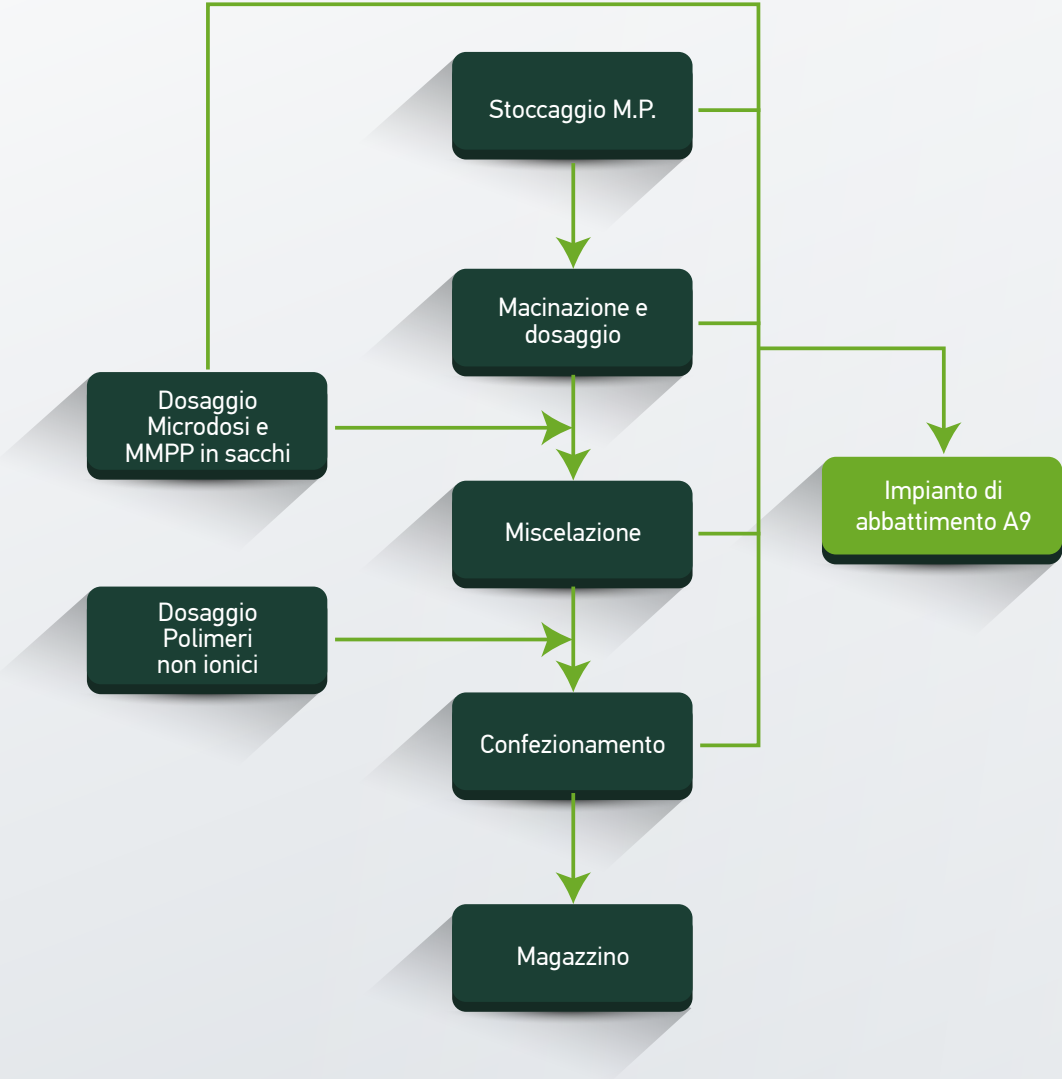 Stoccaggio M.P.
Macinazione e
dosaggio
Dosaggio
Microdosi e
MMPP in sacchi
Miscelazione
Impianto di
abbattimento A9
Dosaggio
Polimeri
non ionici
Confezionamento
Magazzino